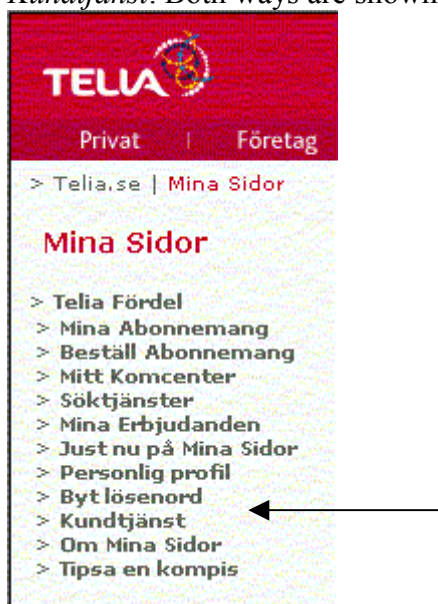 Kundtjänst. Both ways are shown
TELIA
Privat | Företag
> Telia.se | Mina Sidor
Mina Sidor
> Telia Fördel
> Mina Abonnemang
> Beställ Abonnemang
> Mitt Komcenter
> Söktjänster
> Mina Erbjudanden
> Just nu på Mina Sidor
> Personlig profil
> Byt lösenord
> Kundtjänst
> Om Mina Sidor
> Tipsa en kompis